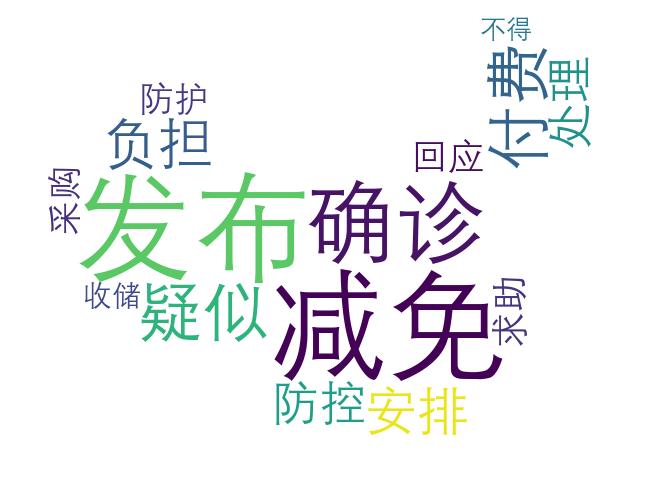 不得
付费
处理
防护
负担
回应
采购
发布
确诊
收储
疑似
减免
求助
防控
安排